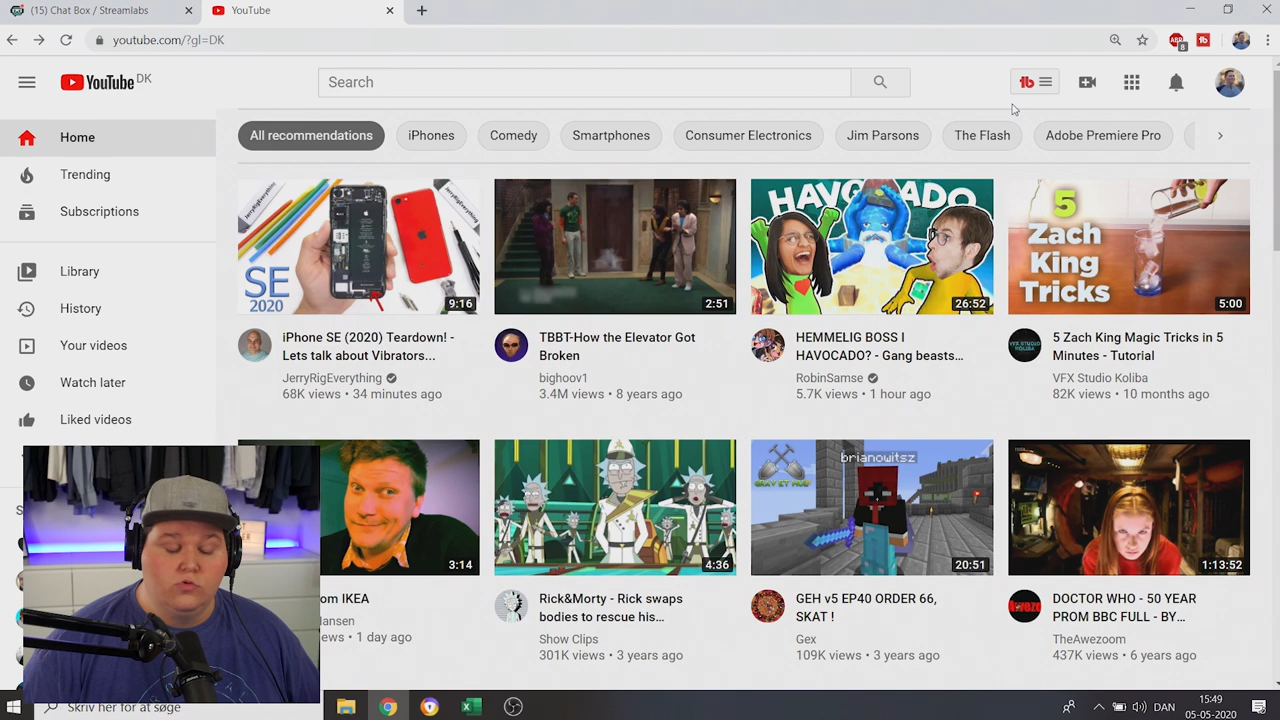 (15) Chat Box / Streamlabs
YouTube
youtube.com/?gl=DK
ABP
8
YouTube DK
Search
All recommendations
iPhones
Comedy
Smartphones
Consumer Electronics
Jim Parsons
The Flash
Adobe Premiere Pro
Home
Trending
Subscriptions
Library
History
Your videos
Watch later
Liked videos
SE
2020
9:16
iPhone SE (2020) Teardown! -
Lets talk about Vibrators...
JerryRigEverything
68K views • 34 minutes ago
2:51
TBBT-How the Elevator Got
Broken
bighoov1
3.4M views • 8 years ago
HAVOCADO
26:52
HEMMELIG BOSS I
HAVOCADO? - Gang beasts...
RobinSamse
5.7K views • 1 hour ago
5
Zach
King
Tricks
5:00
5 Zach King Magic Tricks in 5
Minutes - Tutorial
VFX Studio Koliba
82K views • 10 months ago
3:14
om IKEA
ansen
ews • 1 day ago
4:36
Rick&Morty - Rick swaps
bodies to rescue his...
Show Clips
301K views • 3 years ago
brianowitsz
GRAV ET HUL
20:51
GEH v5 EP40 ORDER 66,
SKAT !
Gex
109K views • 3 years ago
1:13:52
DOCTOR WHO - 50 YEAR
PROM BBC FULL - BY...
TheAwezoom
437K views • 6 years ago
Skriv her for at søge
DAN
15:49
05-05-2020